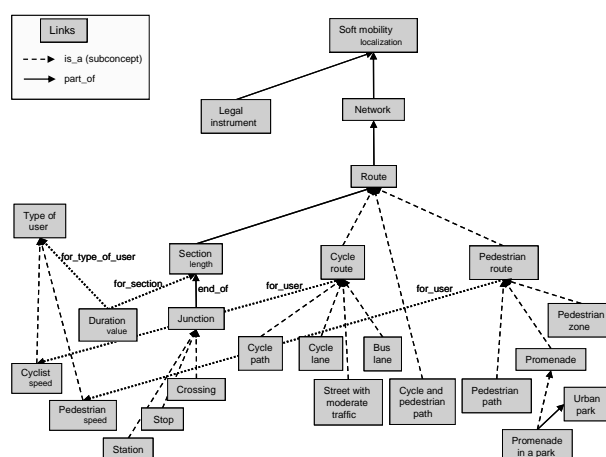 Links
is_a (subconcept)
part_of
Soft mobility
localization
Legal
instrument
Network
Route
Type of
user
for_type_of_user
for_section
Section
length
end_of
Cycle
route
for_user
Pedestrian
route
for_user
Duration
value
Junction
Pedestrian
zone
Cycle
path
Cycle
lane
Bus
lane
Promenade
Cyclist
speed
Crossing
Street with
moderate
traffic
Cycle and
pedestrian
path
Pedestrian
path
Urban
park
Pedestrian
speed
Stop
Station
Promenade
in a park